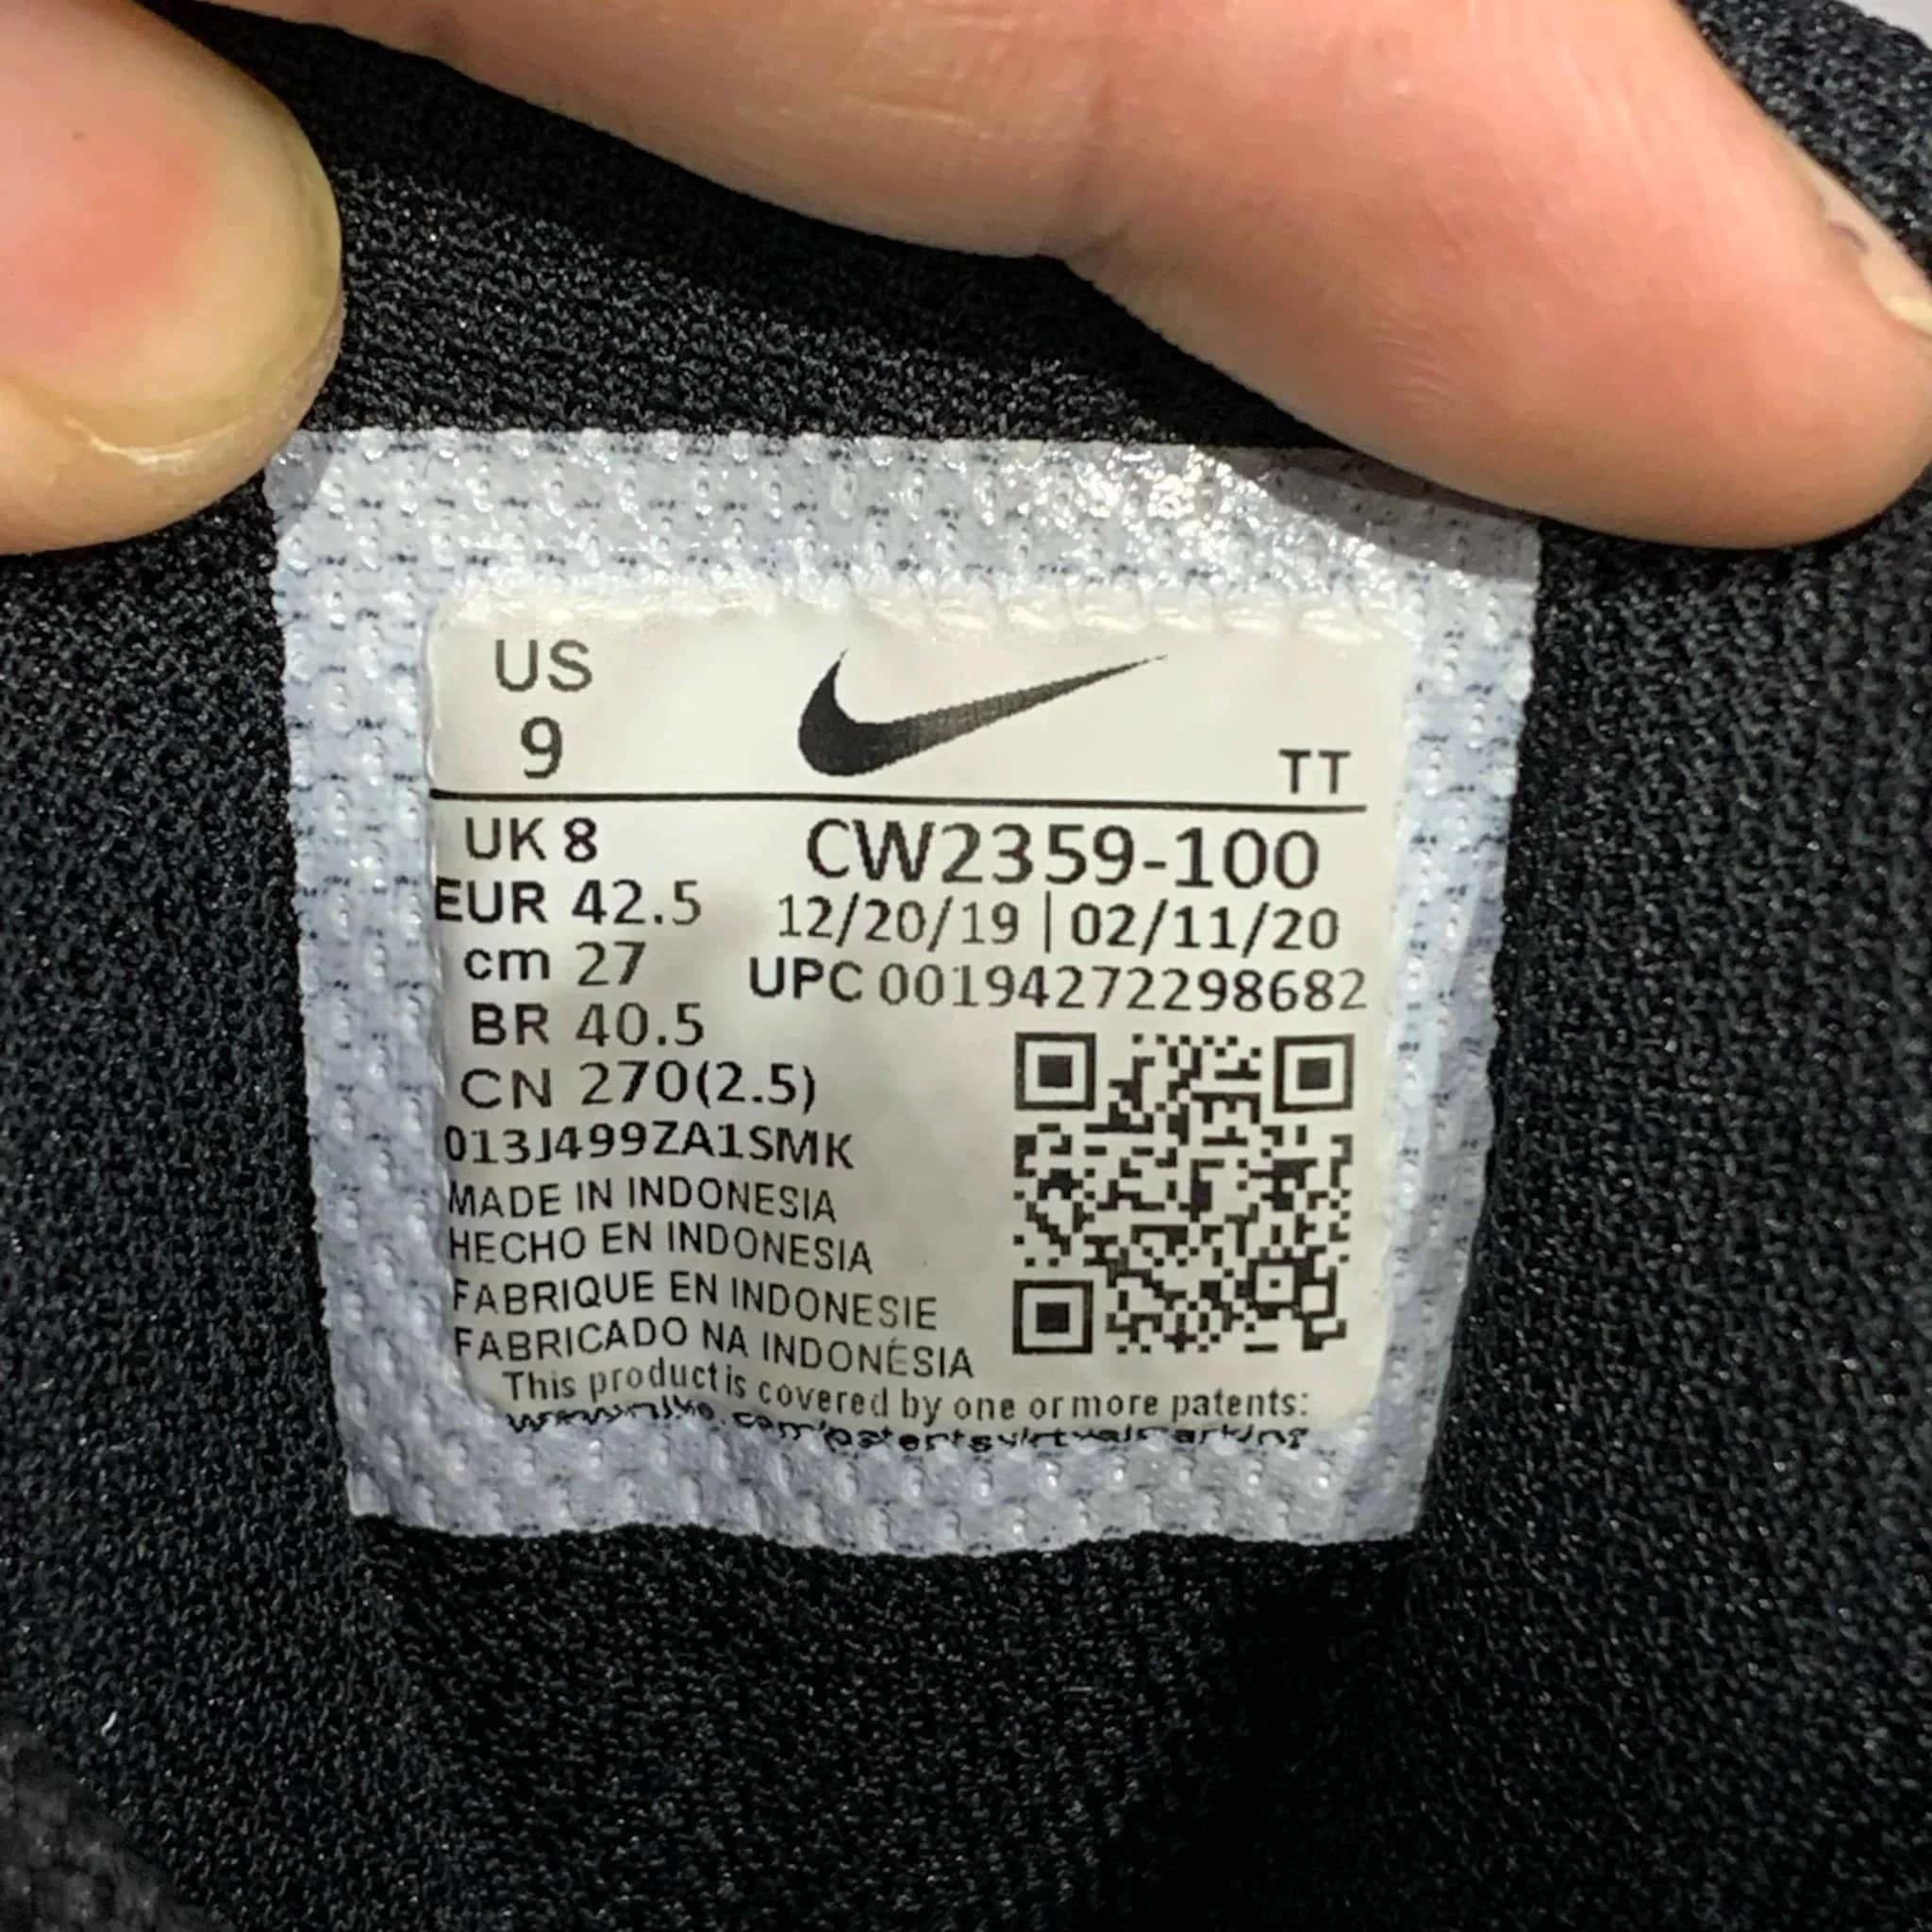 US
9
TT
UK 8
EUR 42.5
cm 27
BR 40.5
CN 270(2.5)
CW2359-100
12/20/19 | 02/11/20
UPC 00194272298682
013J499ZA1SMK
MADE IN INDONESIA
HECHO EN INDONESIA
FABRIQUE EN INDONESIE
FABRICADO NA INDONÉSIA
This product is covered by one or more patents: